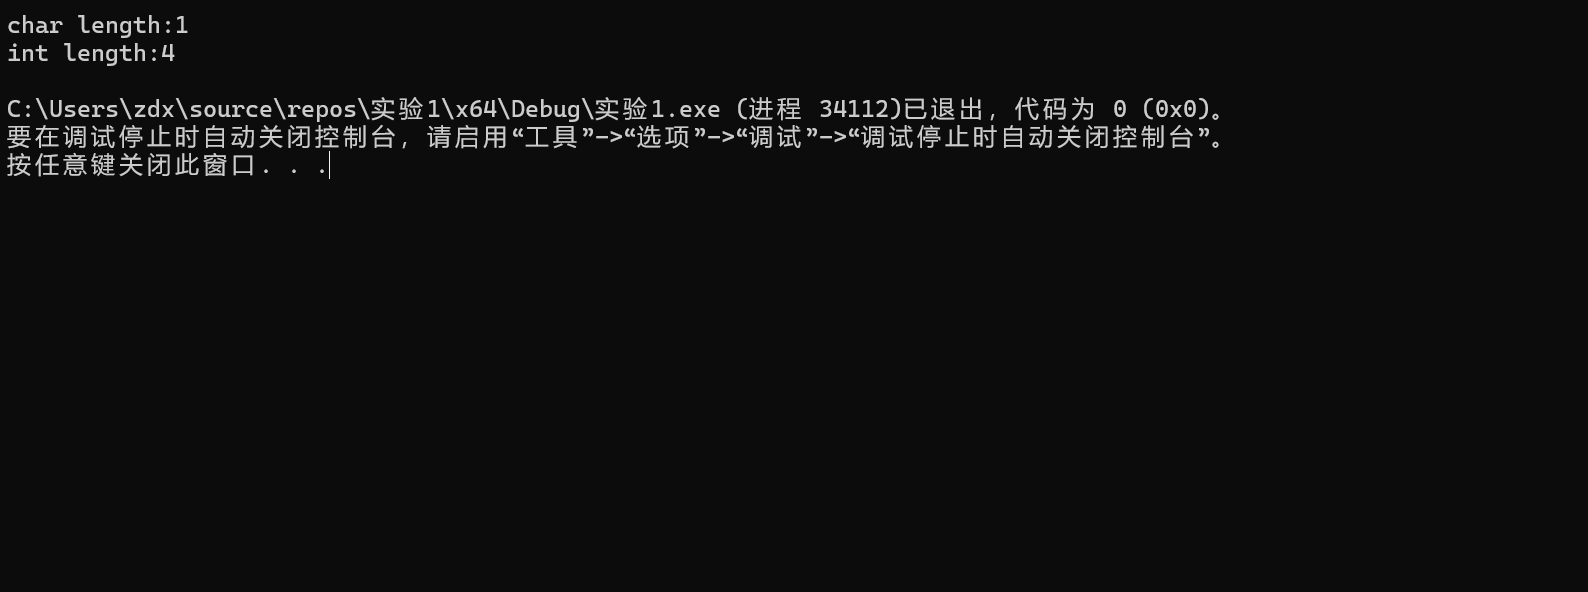 char length:1
int length:4
C:\Users\zdx\source\repos\实验1\x64\Debug\实验1.exe (进程 34112)已退出，代码为 0 (0x0)。
要在调试停止时自动关闭控制台，请启用“工具”->“选项”->“调试”->“调试停止时自动关闭控制台”。
按任意键关闭此窗口. . .